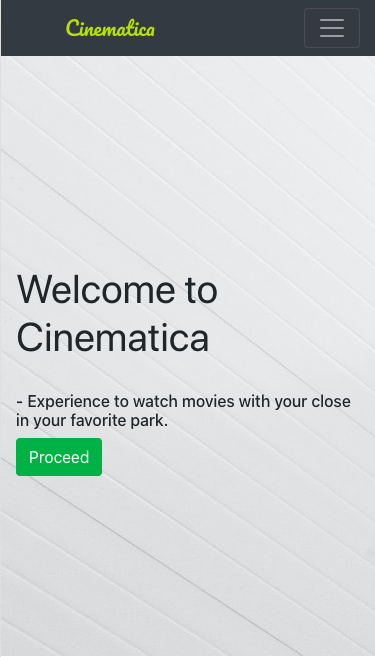 Cinematica
Welcome to
Cinematica
- Experience to watch movies with your close
in your favorite park.
Proceed